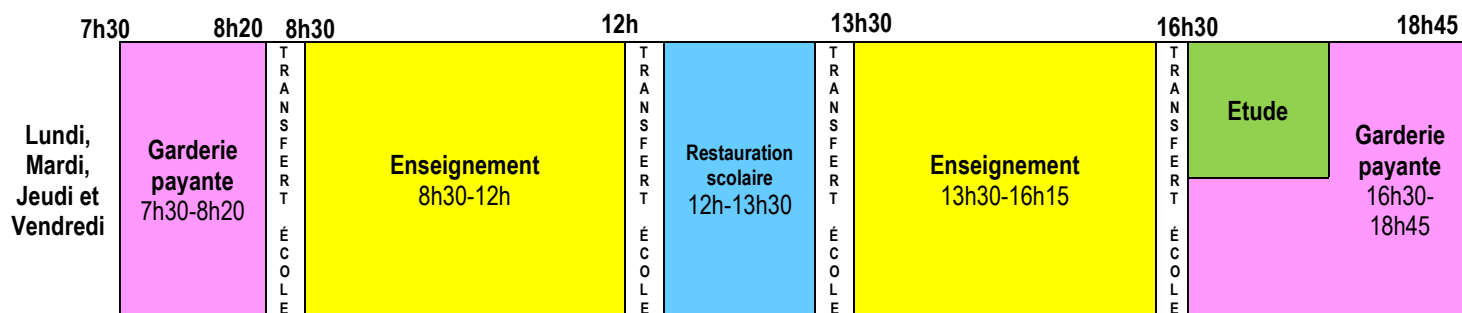 7h30 8h20 8h30 12h 13h30 16h30 18h45
Lundi,
Mardi,
Jeudi et
Vendredi
Garderie
payante
7h30-8h20
TRANSFERT ÉCOLE
Enseignement
8h30-12h
TRANSFERT ÉCOLE
Restauration
scolaire
12h-13h30
TRANSFERT ÉCOLE
Enseignement
13h30-16h15
TRANSFERT ÉCOLE
Etude
Garderie
payante
16h30-
18h45